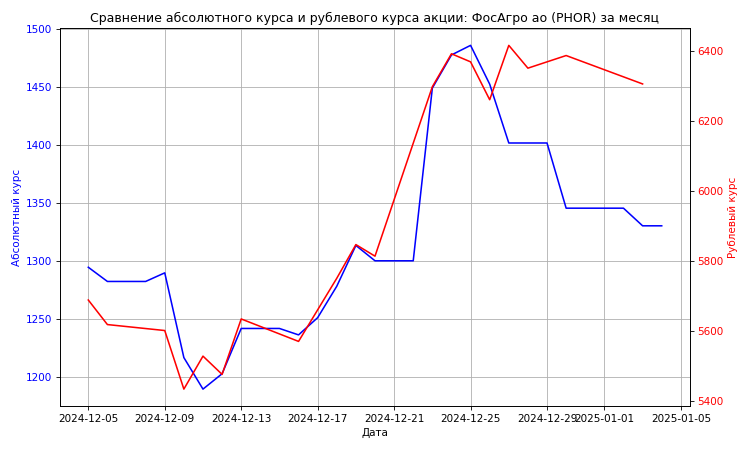 Сравнение абсолютного курса и рублевого курса акции: ФосАгро ао (PHOR) за месяц
1500
1450
1400
1350
1300
1250
1200
Абсолютный курс
6400
6200
6000
5800
5600
5400
Рублевый курс
2024-12-05 2024-12-09 2024-12-13 2024-12-17 2024-12-21 2024-12-25 2024-12-29 2025-01-01 2025-01-05
Дата